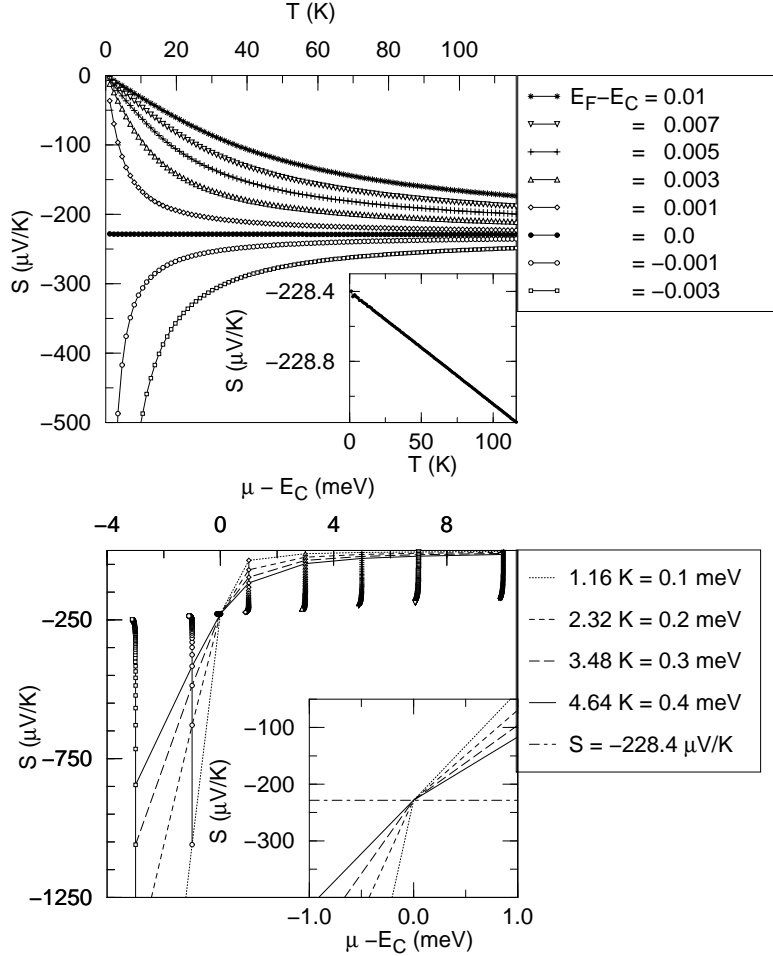 T (K)
0 20 40 60 80 100
0
−100
−200
−300
−400
−500
S (μV/K)
E_F−E_C = 0.01
= 0.007
= 0.005
= 0.003
= 0.001
= 0.0
= −0.001
= −0.003
−228.4
−228.8
S (μV/K)
0 50 100
T (K)
μ − E_C (meV)
−4 0 4 8
−250
−750
−1250
S (μV/K)
1.16 K = 0.1 meV
2.32 K = 0.2 meV
3.48 K = 0.3 meV
4.64 K = 0.4 meV
S = −228.4 μV/K
−100
−200
−300
S (μV/K)
−1.0 0.0 1.0
μ −E_C (meV)